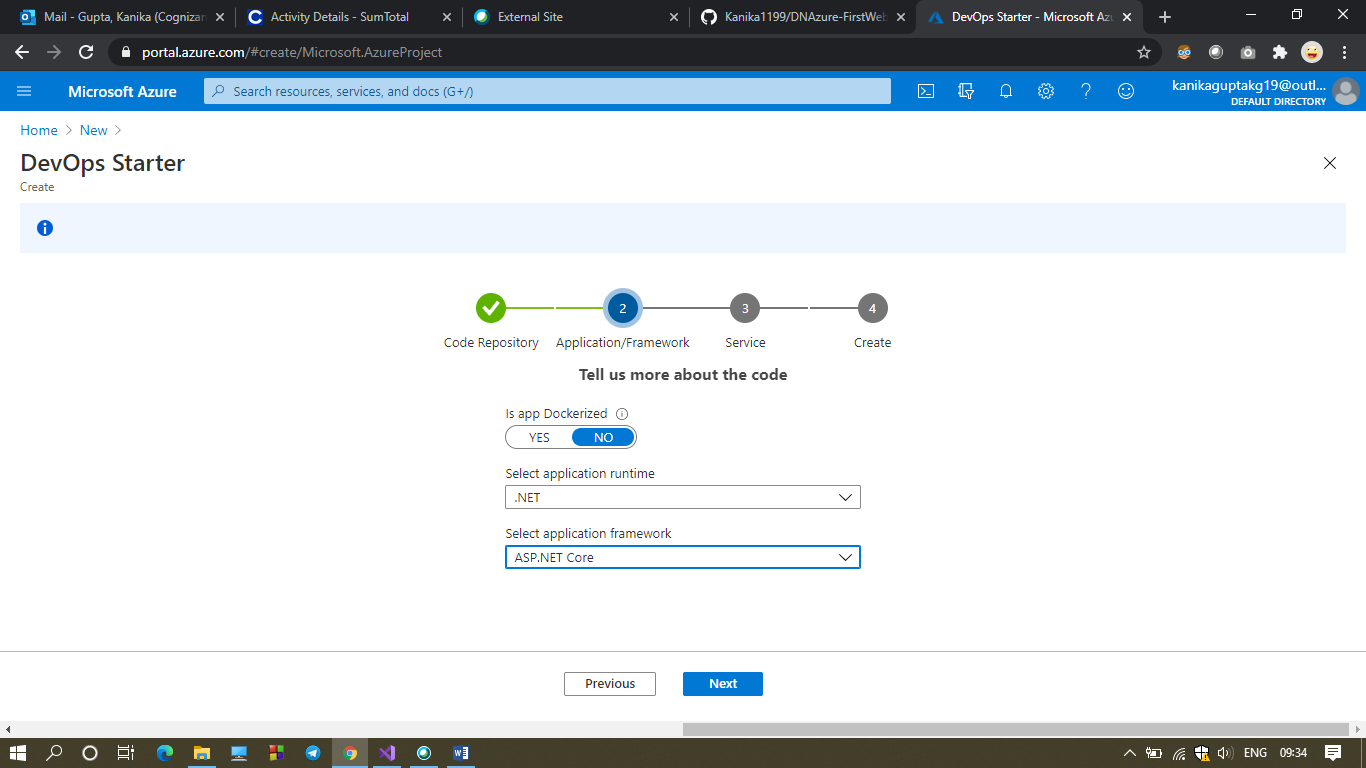 Mail - Gupta, Kanika (Cognizan
Activity Details - SumTotal
External Site
Kanika1199/DNAzure-FirstWeb
DevOps Starter - Microsoft Az
portal.azure.com/#create/Microsoft.AzureProject
Microsoft Azure
Search resources, services, and docs (G+/)
kanikaguptakg19@outl...
DEFAULT DIRECTORY
Home > New >
DevOps Starter
Create
2
3
4
Code Repository
Application/Framework
Service
Create
Tell us more about the code
Is app Dockerized
YES
NO
Select application runtime
.NET
Select application framework
ASP.NET Core
Previous
Next
ENG
09:34